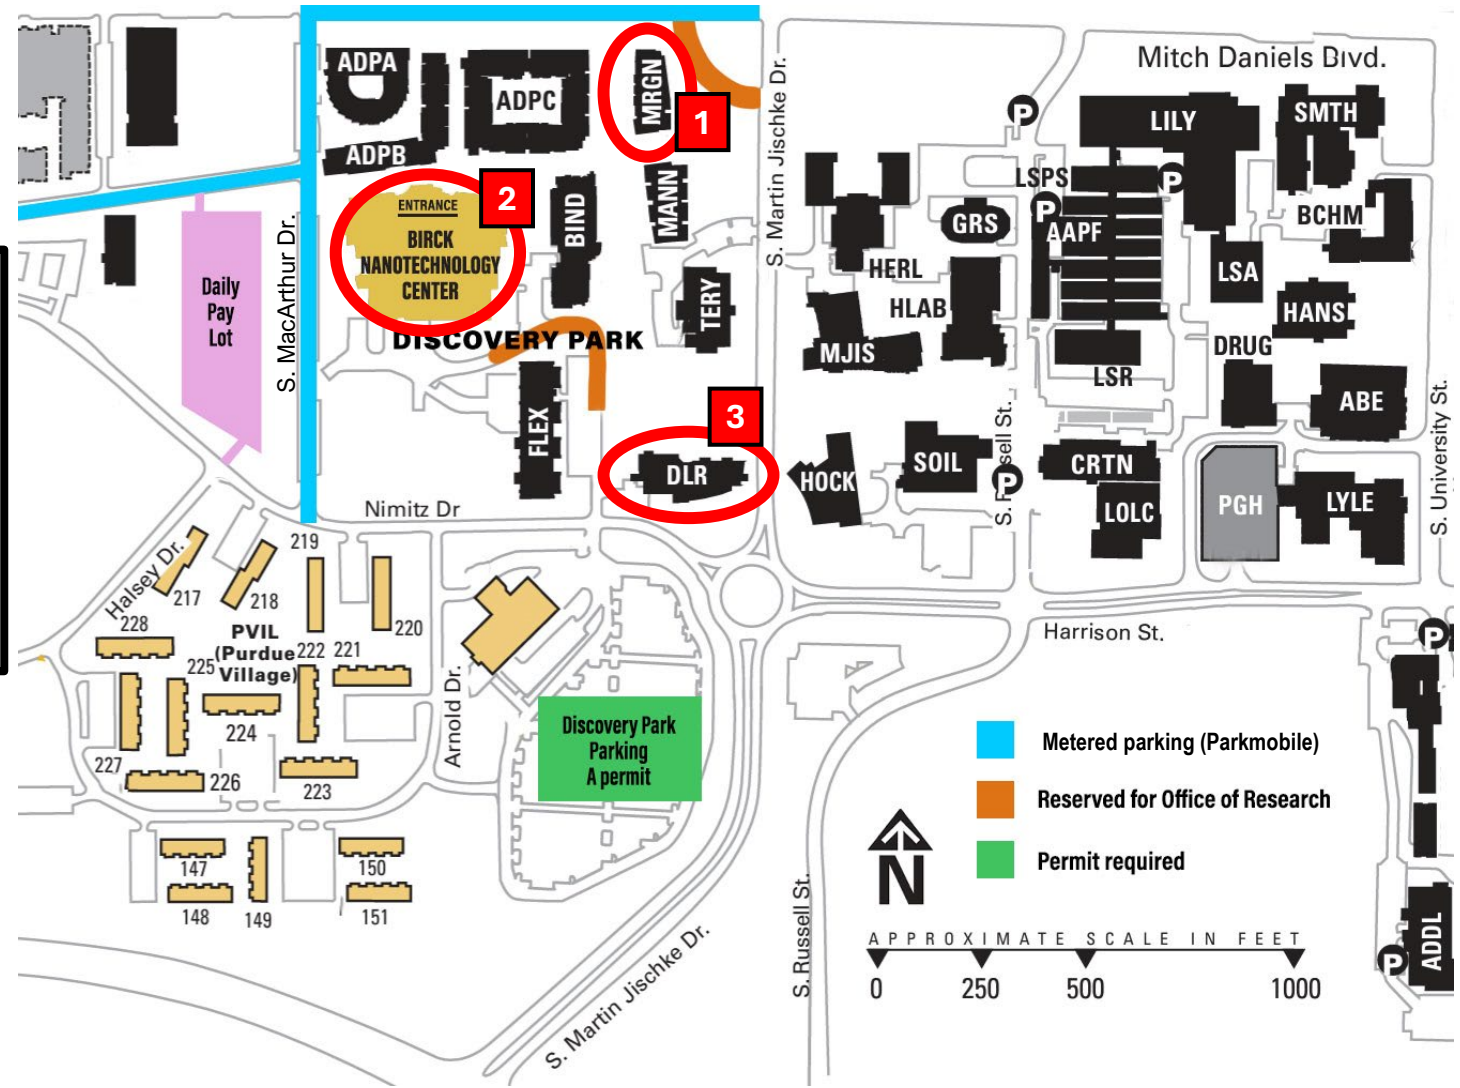 Mitch Daniels Blvd.
ADPA
ADPC
MRGN
1
ADPB
MANN
BIND
2
ENTRANCE
BIRCK
NANOTECHNOLOGY
CENTER
DISCOVERY PARK
TERY
FLEX
3
DLR
Daily
Pay
Lot
S. MacArthur Dr.
S. Martin Jischke Dr.
P
LILY
SMTH
LSPS
P
P
AAPF
GRS
HERL
HLAB
MJIS
BCHM
LSA
HANS
DRUG
LSR
ABE
S. University St.
HOCK
SOIL
P
CRTN
LOLC
PGH
LYLE
Nimitz Dr
Halsey Dr.
217
218
219
220
228
PVIL
(Purdue
Village)
225
222
221
224
227
226
223
Arnold Dr.
147
148
149
150
151
Discovery Park
Parking
A permit
Harrison St.
P
S. Russell St.
S. Martin Jischke Dr.
Metered parking (Parkmobile)
Reserved for Office of Research
Permit required
N
APPROXIMATE SCALE IN FEET
0 250 500 1000
P
ADDL